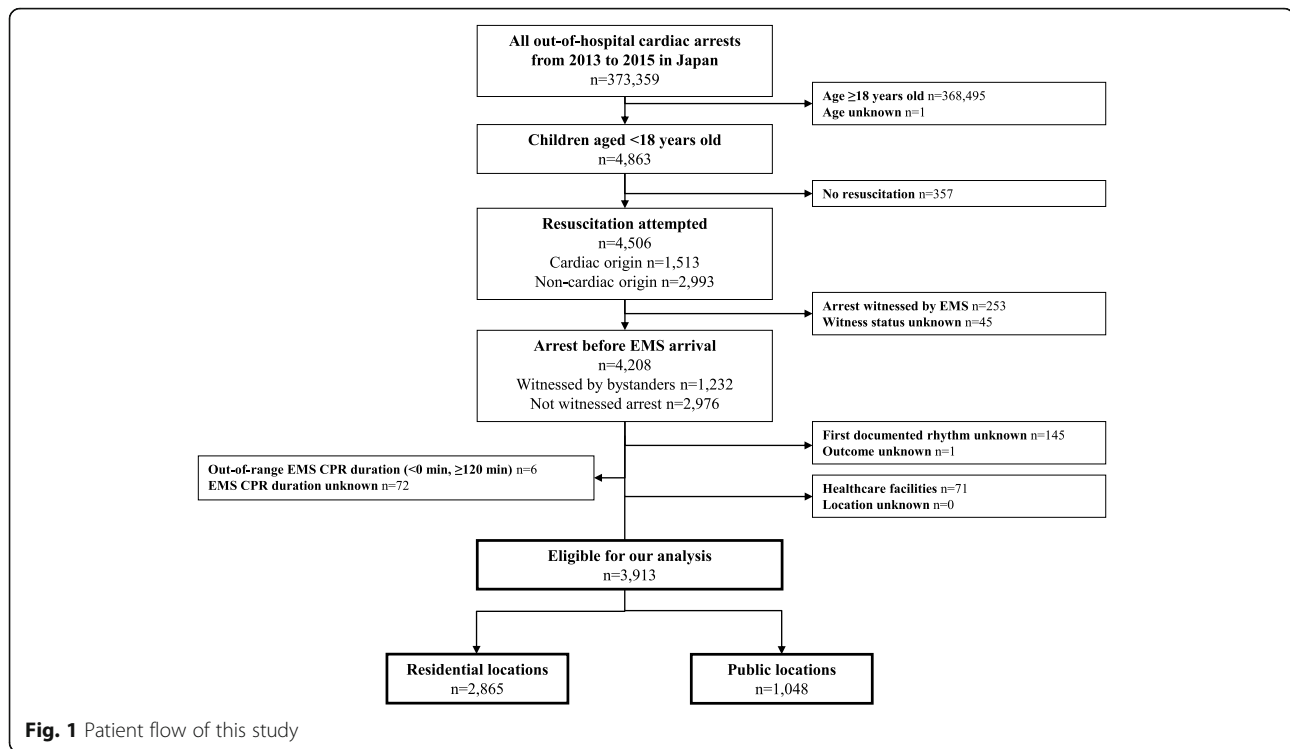 All out-of-hospital cardiac arrests
from 2013 to 2015 in Japan
n=373,359
Age ≥18 years old n=368,495
Age unknown n=1
Children aged <18 years old
n=4,863
No resuscitation n=357
Resuscitation attempted
n=4,506
Cardiac origin n=1,513
Non-cardiac origin n=2,993
Arrest witnessed by EMS n=253
Witness status unknown n=45
Arrest before EMS arrival
n=4,208
Witnessed by bystanders n=1,232
Not witnessed arrest n=2,976
First documented rhythm unknown n=145
Outcome unknown n=1
Out-of-range EMS CPR duration (<0 min, ≥120 min) n=6
EMS CPR duration unknown n=72
Healthcare facilities n=71
Location unknown n=0
Eligible for our analysis
n=3,913
Residential locations
n=2,865
Public locations
n=1,048
Fig. 1 Patient flow of this study